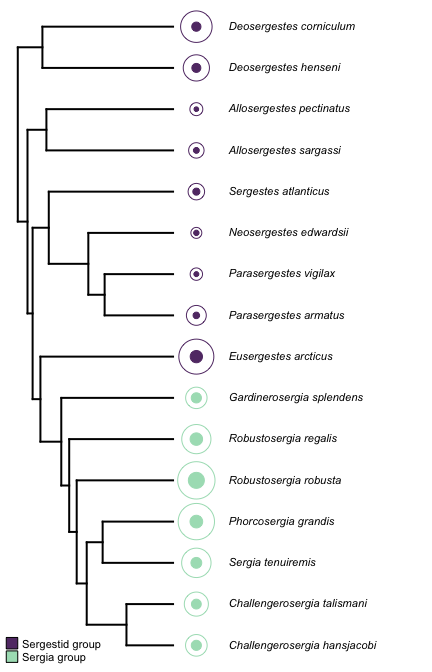 Deosergestes corniculum
Deosergestes henseni
Allosergestes pectinatus
Allosergestes sargassi
Sergestes atlanticus
Neosergestes edwardsii
Parasergestes vigilax
Parasergestes armatus
Eusergestes arcticus
Gardinerosergia splendens
Robustosergia regalis
Robustosergia robusta
Phorcosergia grandis
Sergia tenuiremis
Challengerosergia talismani
Challengerosergia hansjacobi
Sergestid group
Sergia group